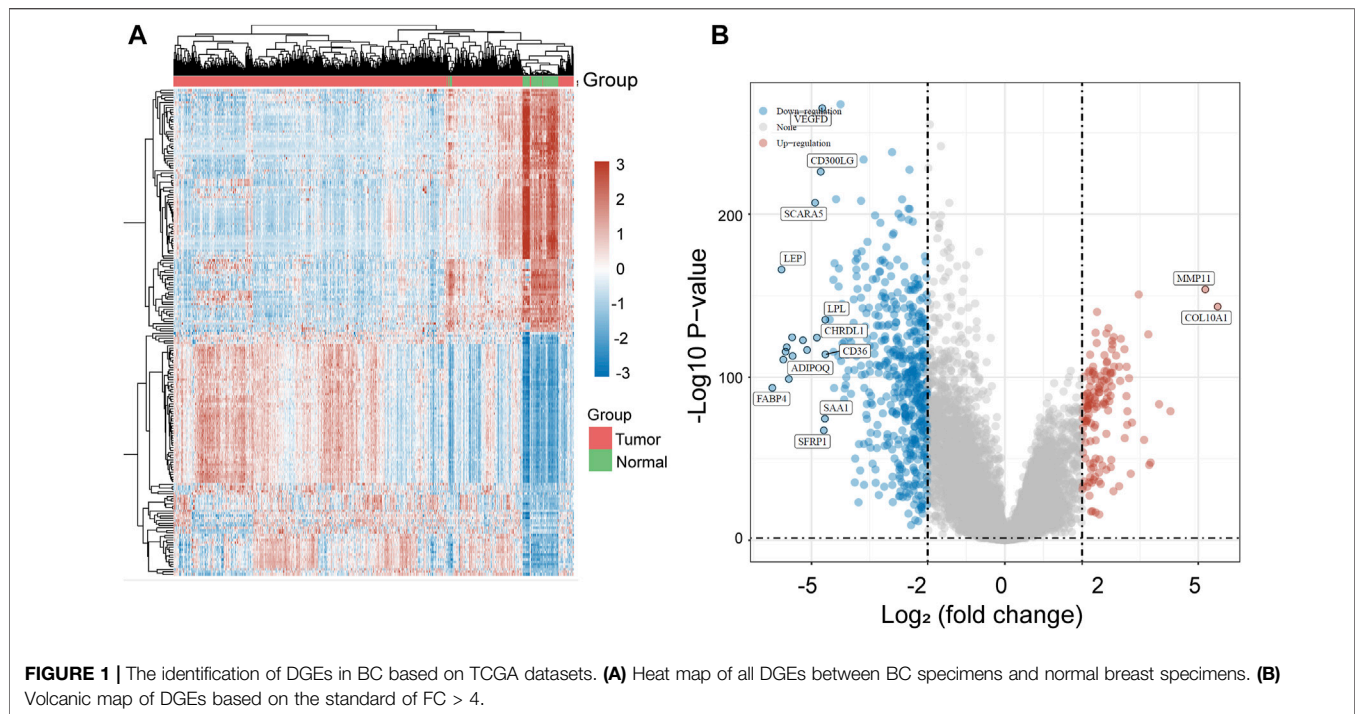 A
Group
3
2
1
0
-1
-2
-3
Group
Tumor
Normal
B
Down-regulation
VEGFD
None
Up-regulation
CD300LG
SCARA5
LEP
LPL
CHRDL1
CD36
ADIPOQ
FABP4
SAA1
SFRP1
MMP11
COL10A1
200
100
0
-Log10 P-value
-5
-2
0
2
5
Log₂ (fold change)
FIGURE 1 | The identification of DGEs in BC based on TCGA datasets. (A) Heat map of all DGEs between BC specimens and normal breast specimens. (B)
Volcanic map of DGEs based on the standard of FC > 4.